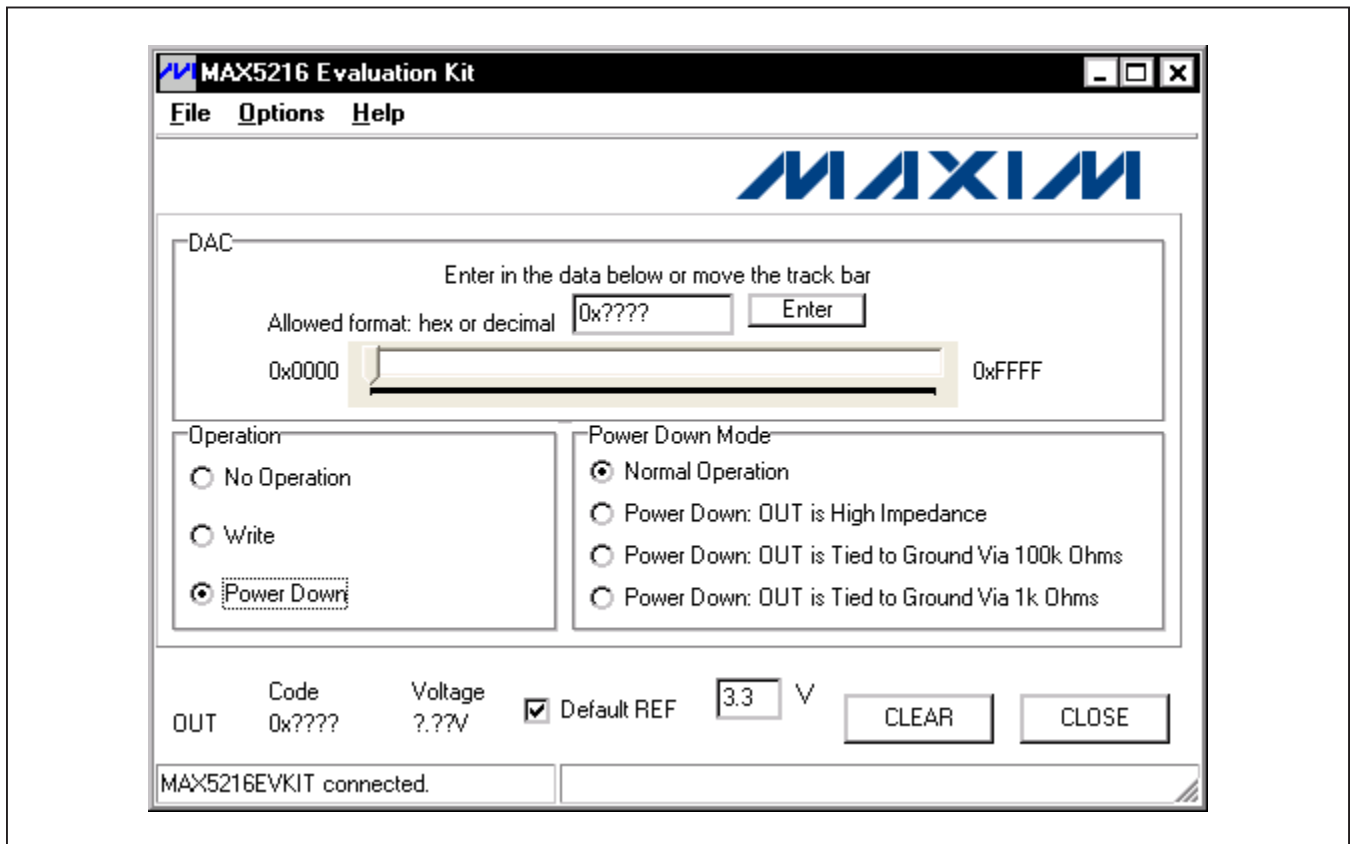 MAX5216 Evaluation Kit
File Options Help
MAXIM
DAC
Enter in the data below or move the track bar
Allowed format: hex or decimal 0x???? Enter
0x0000 0xFFFF
Operation
No Operation
Write
Power Down
Power Down Mode
Normal Operation
Power Down: OUT is High Impedance
Power Down: OUT is Tied to Ground Via 100k Ohms
Power Down: OUT is Tied to Ground Via 1k Ohms
Code Voltage
OUT 0x???? ?.??V Default REF 3.3 V CLEAR CLOSE
MAX5216EVKIT connected.